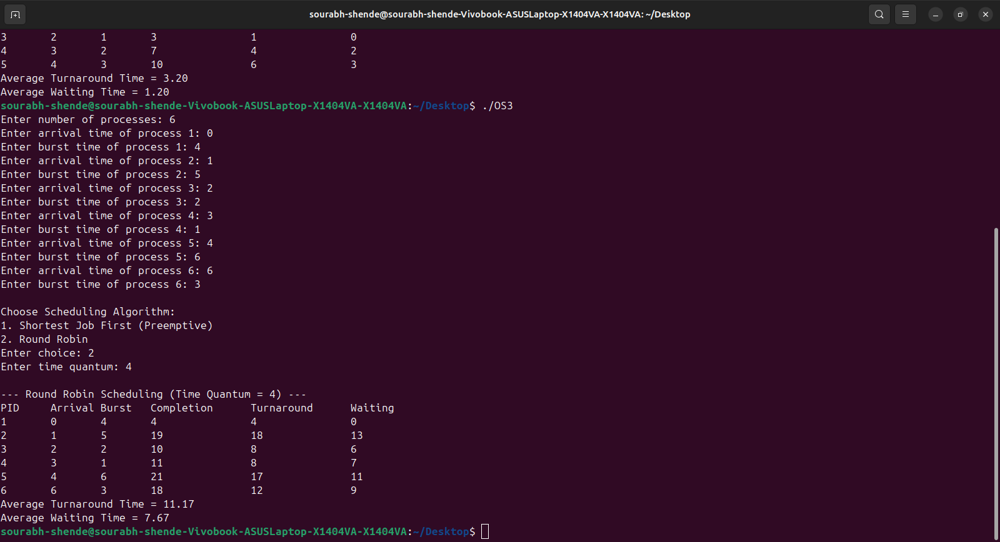 sourabh-shende@sourabh-shende-Vivobook-ASUSLaptop-X1404VA-X1404VA: ~/Desktop
3 2 1 3 1 0
4 3 2 7 4 2
5 4 3 10 6 3
Average Turnaround Time = 3.20
Average Waiting Time = 1.20
sourabh-shende@sourabh-shende-Vivobook-ASUSLaptop-X1404VA-X1404VA:~/Desktop$ ./OS3
Enter number of processes: 6
Enter arrival time of process 1: 0
Enter burst time of process 1: 4
Enter arrival time of process 2: 1
Enter burst time of process 2: 5
Enter arrival time of process 3: 2
Enter burst time of process 3: 2
Enter arrival time of process 4: 3
Enter burst time of process 4: 1
Enter arrival time of process 5: 4
Enter burst time of process 5: 6
Enter arrival time of process 6: 6
Enter burst time of process 6: 3
Choose Scheduling Algorithm:
1. Shortest Job First (Preemptive)
2. Round Robin
Enter choice: 2
Enter time quantum: 4
--- Round Robin Scheduling (Time Quantum = 4) ---
PID Arrival Burst Completion Turnaround Waiting
1 0 4 4 4 0
2 1 5 19 18 13
3 2 2 10 8 6
4 3 1 11 8 7
5 4 6 21 17 11
6 6 3 18 12 9
Average Turnaround Time = 11.17
Average Waiting Time = 7.67
sourabh-shende@sourabh-shende-Vivobook-ASUSLaptop-X1404VA-X1404VA:~/Desktop$